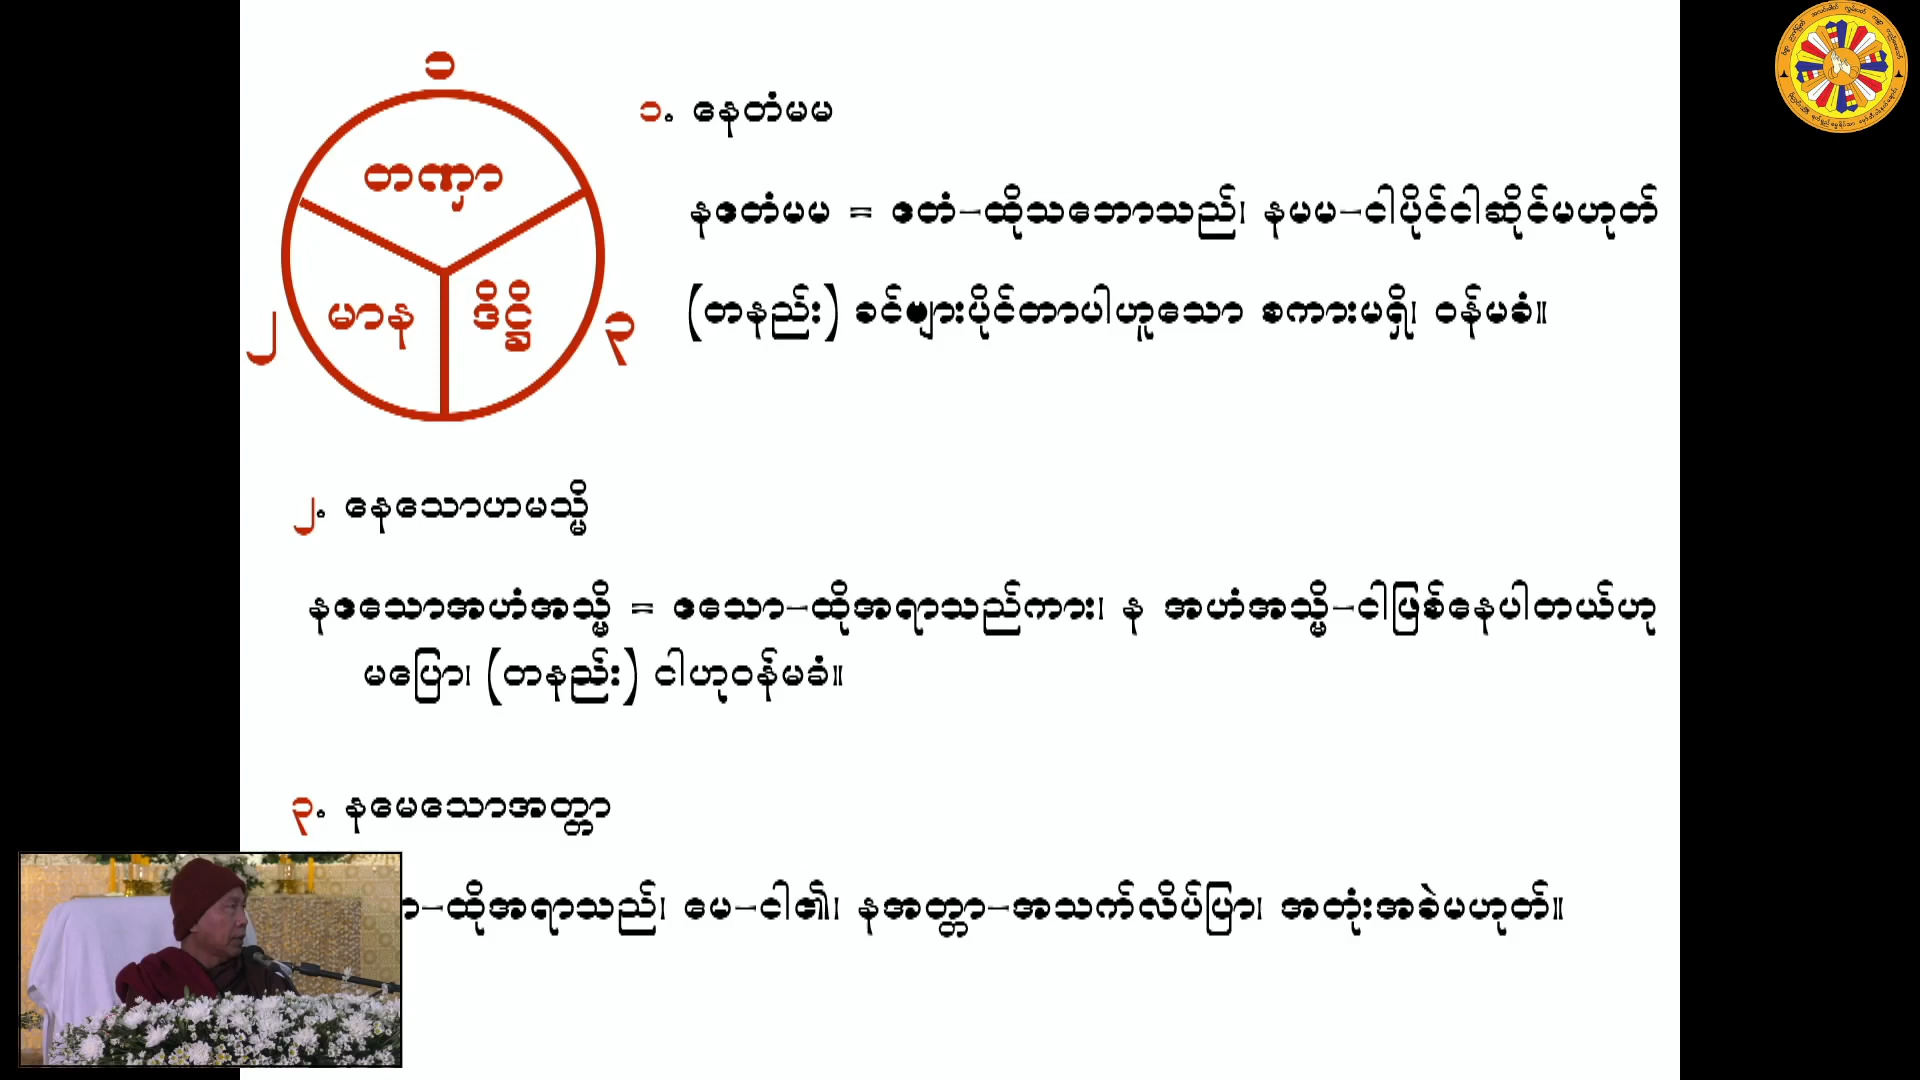 ၁
တဏှာ
မာန
ဒိဋ္ဌိ
၂
၃
၁. နေတံမမ
နဧတံမမ = ဧတံ-ထိုသဘောသည်၊ နမမ-ငါပိုင်ငါဆိုင်မဟုတ်
(တနည်း) ခင်ဗျားပိုင်တာပါဟူသော စကားမရှိ၊ ဝန်မခံ။
၂. နေသောဟမသ္မိ
နဧသောအဟံအသ္မိ = ဧသော-ထိုအရာသည်ကား၊ န အဟံအသ္မိ-ငါဖြစ်နေပါတယ်ဟု
မပြော၊ (တနည်း) ငါဟုဝန်မခံ။
၃. နမေသောအတ္တာ
-ထိုအရာသည်၊ မေ-ငါ၏၊ နအတ္တာ-အသက်လိပ်ပြာ၊ အတုံးအခဲမဟုတ်။